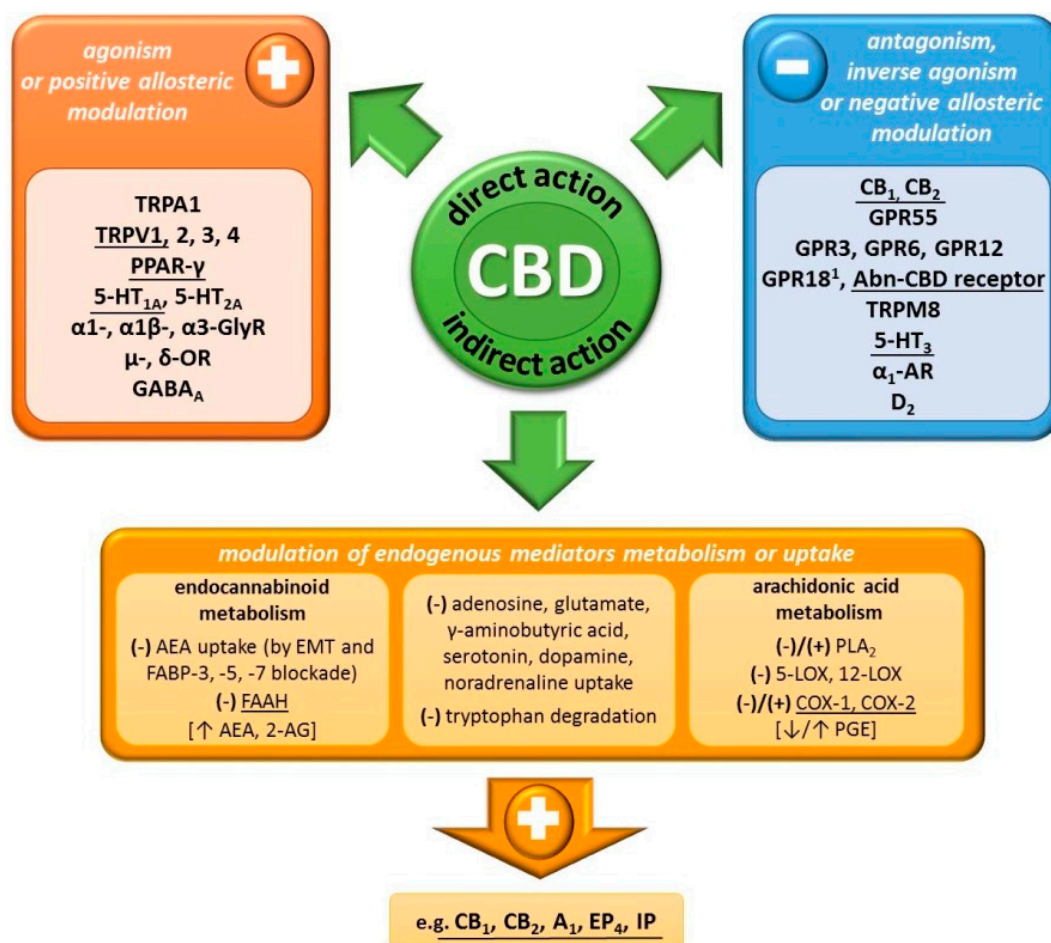 agonism
or positive allosteric
modulation
TRPA1
TRPV1, 2, 3, 4
PPAR-γ
5-HT₁A, 5-HT₂A
α1-, α1β-, α3-GlyR
μ-, δ-OR
GABA_A
antagonism,
inverse agonism
or negative allosteric
modulation
CB₁, CB₂
GPR55
GPR3, GPR6, GPR12
GPR18¹, Abn-CBD receptor
TRPM8
5-HT₃
α₁-AR
D₂
direct action
CBD
indirect action
modulation of endogenous mediators metabolism or uptake
endocannabinoid
metabolism
(-) AEA uptake (by EMT and
FABP-3, -5, -7 blockade)
(-) FAAH
[↑ AEA, 2-AG]
(-) adenosine, glutamate,
γ-aminobutyric acid,
serotonin, dopamine,
noradrenaline uptake
(-) tryptophan degradation
arachidonic acid
metabolism
(-)/(+) PLA₂
(-) 5-LOX, 12-LOX
(-)/(+) COX-1, COX-2
[↓/↑ PGE]
e.g. CB₁, CB₂, A₁, EP₄, IP